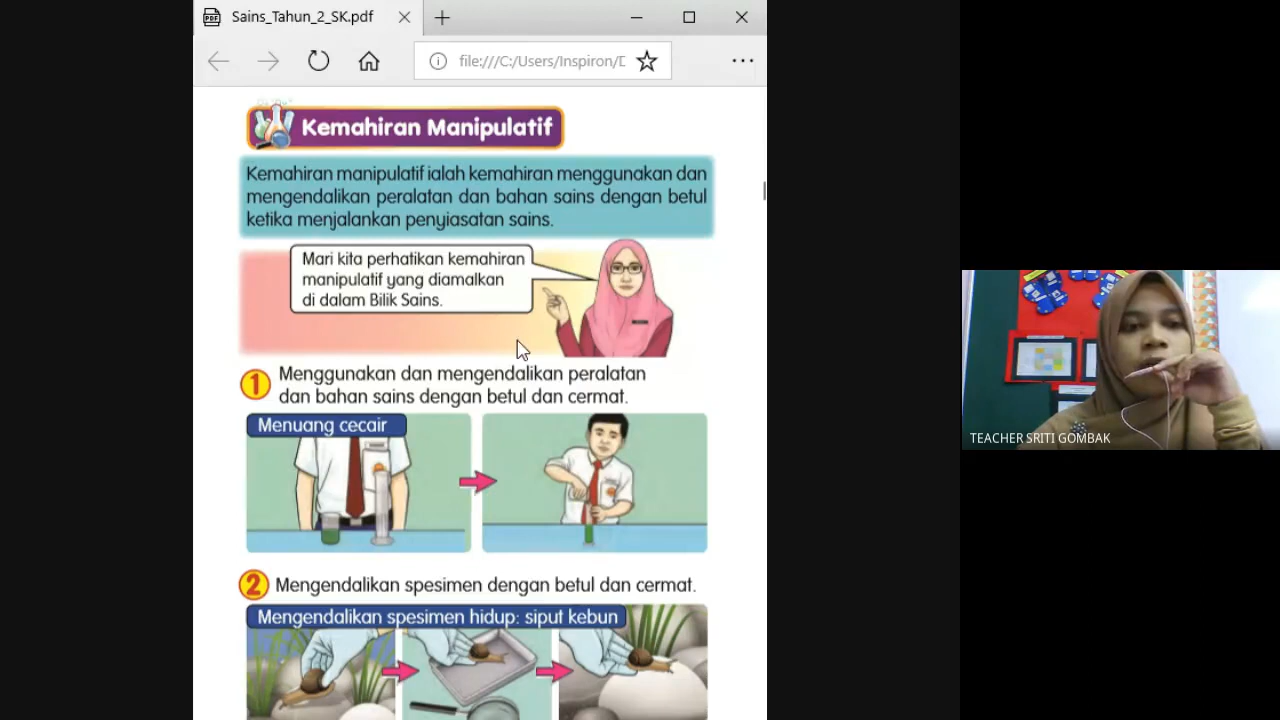 Sains_Tahun_2_SK.pdf
file:///C:/Users/Inspiron/D
Kemahiran Manipulatif
Kemahiran manipulatif ialah kemahiran menggunakan dan
mengendalikan peralatan dan bahan sains dengan betul
ketika menjalankan penyiasatan sains.
Mari kita perhatikan kemahiran
manipulatif yang diamalkan
di dalam Bilik Sains.
1 Menggunakan dan mengendalikan peralatan
dan bahan sains dengan betul dan cermat.
Menuang cecair
2 Mengendalikan spesimen dengan betul dan cermat.
Mengendalikan spesimen hidup: siput kebun
TEACHER SRITI GOMBAK